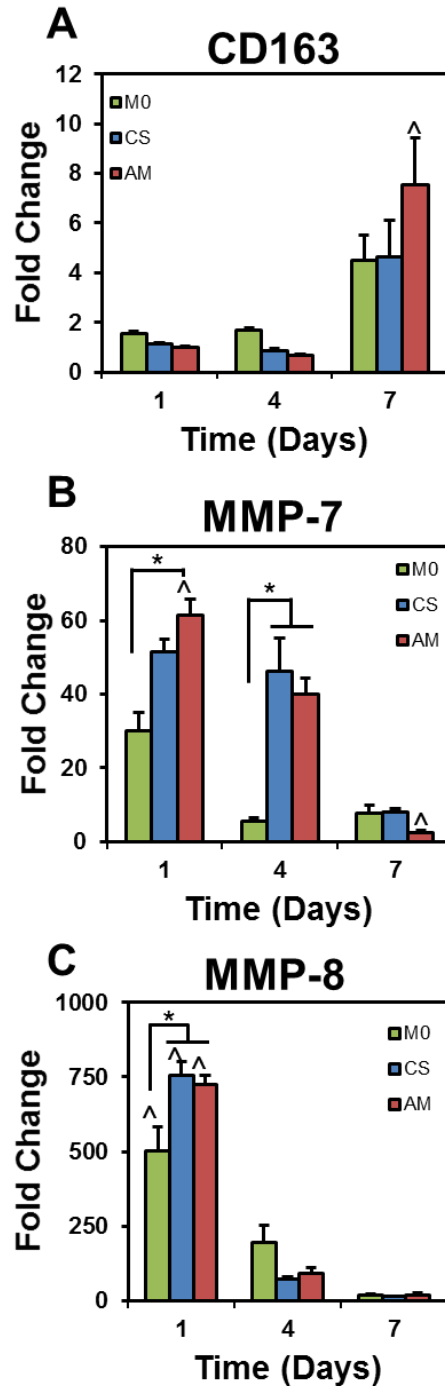 A
CD163
Fold Change
12
10
8
6
4
2
0
M0
CS
AM
^
1 4 7
Time (Days)
B
MMP-7
Fold Change
80
60
40
20
0
* ^
*
^
M0
CS
AM
1 4 7
Time (Days)
C
MMP-8
Fold Change
1000
750
500
250
0
*
^ ^ ^
M0
CS
AM
1 4 7
Time (Days)